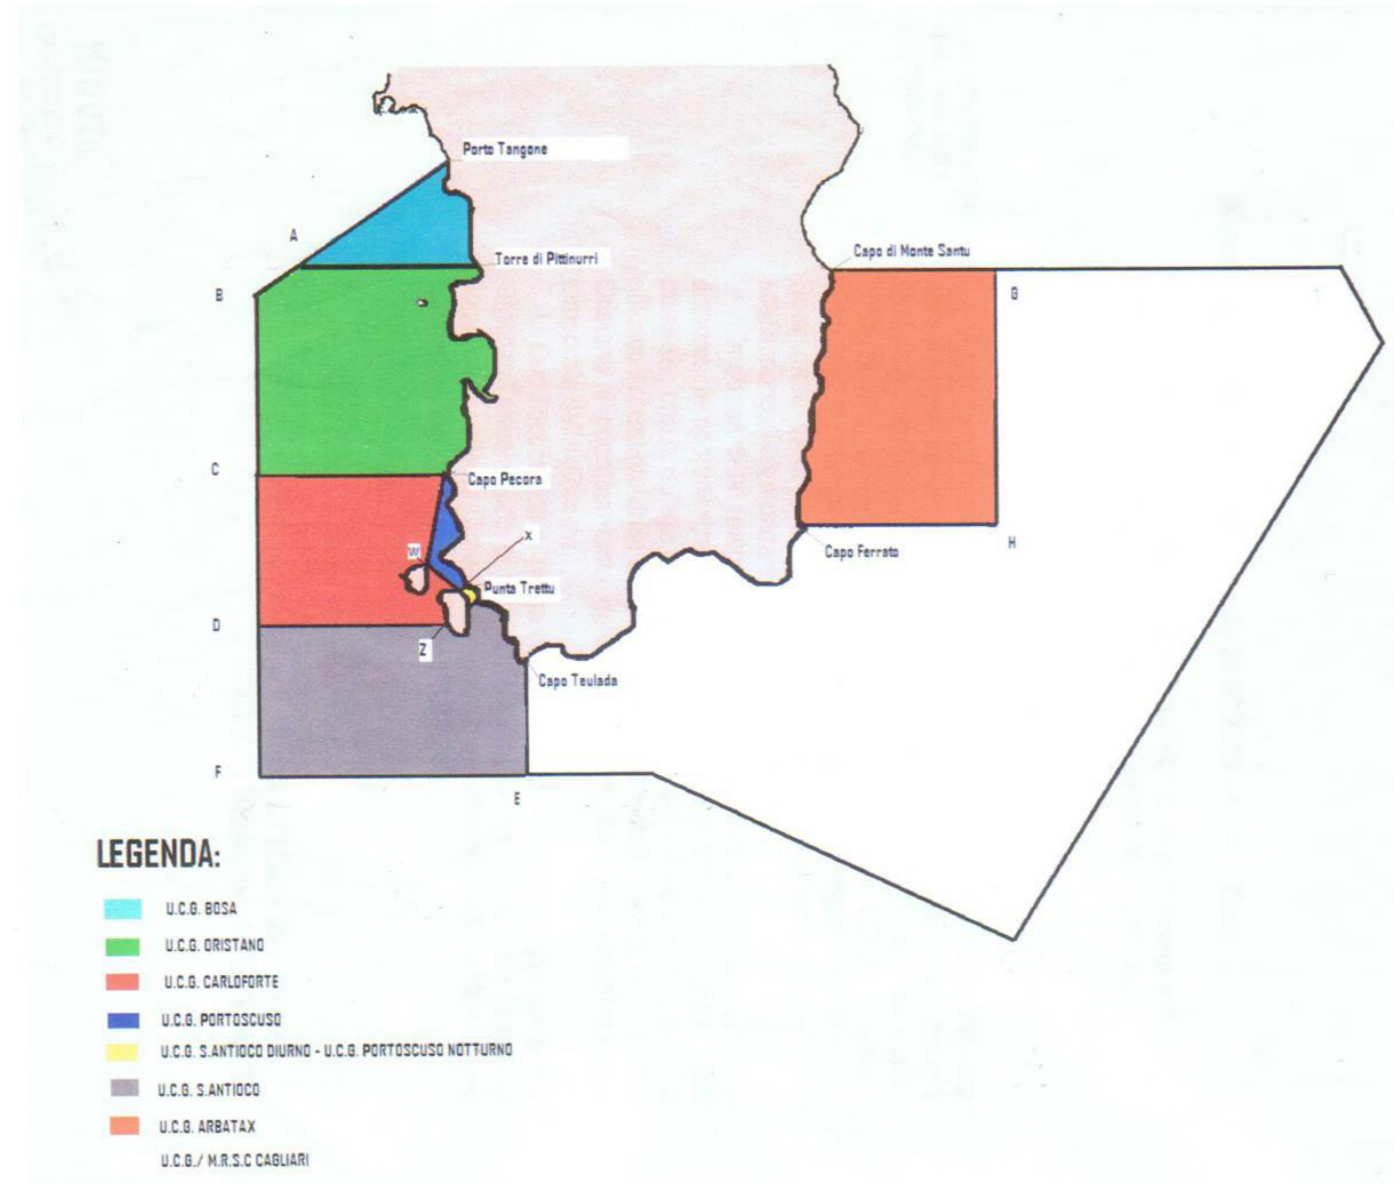 Porto Tangone
A
Torre di Pittinurri
Capo di Monte Santu
B
G
C
Capo Pecora
X
W
Capo Ferrato
H
Punta Trettu
D
Z
Capo Teulada
F
E
LEGENDA:
U.C.G. BOSA
U.C.G. ORISTANO
U.C.G. CARLOFORTE
U.C.G. PORTOSCUSO
U.C.G. S.ANTIOCO DIURNO - U.C.G. PORTOSCUSO NOTTURNO
U.C.G. S.ANTIOCO
U.C.G. ARBATAX
U.C.G./ M.R.S.C CAGLIARI